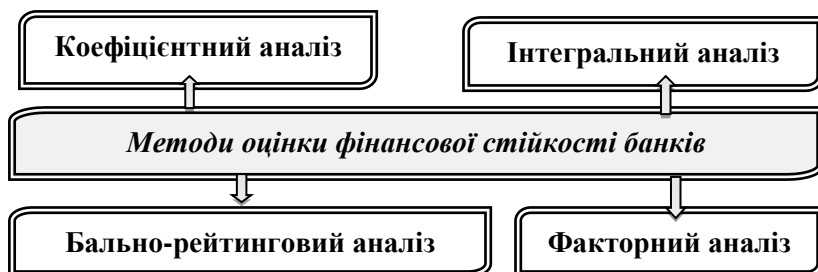 Коефіцієнтний аналіз
Інтегральний аналіз
Методи оцінки фінансової стійкості банків
Бально-рейтинговий аналіз
Факторний аналіз